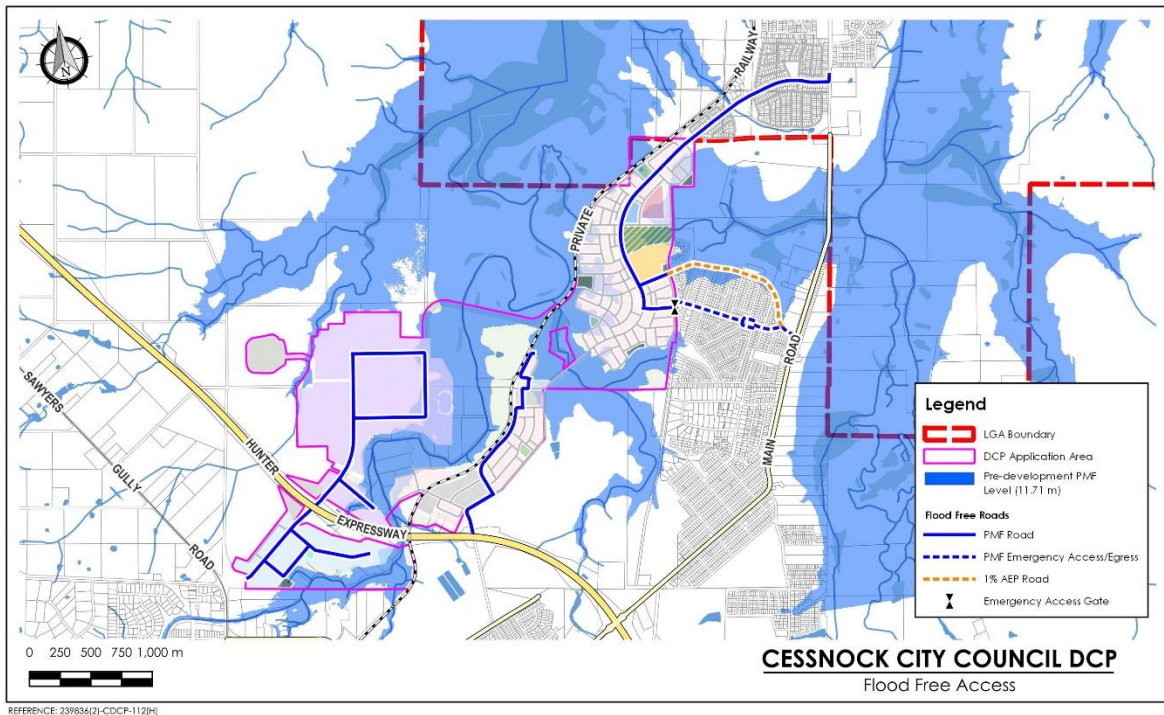 N
RAILWAY
PRIVATE
SAWYERS
GULLY
ROAD
HUNTER
EXPRESSWAY
MAIN
ROAD
Legend
LGA Boundary
DCP Application Area
Pre-development PMF
Level (11.71 m)
Flood Free Roads
PMF Road
PMF Emergency Access/Egress
1% AEP Road
Emergency Access Gate
0 250 500 750 1,000 m
CESSNOCK CITY COUNCIL DCP
Flood Free Access
REFERENCE: 239836(2)-CDCP-112[H]